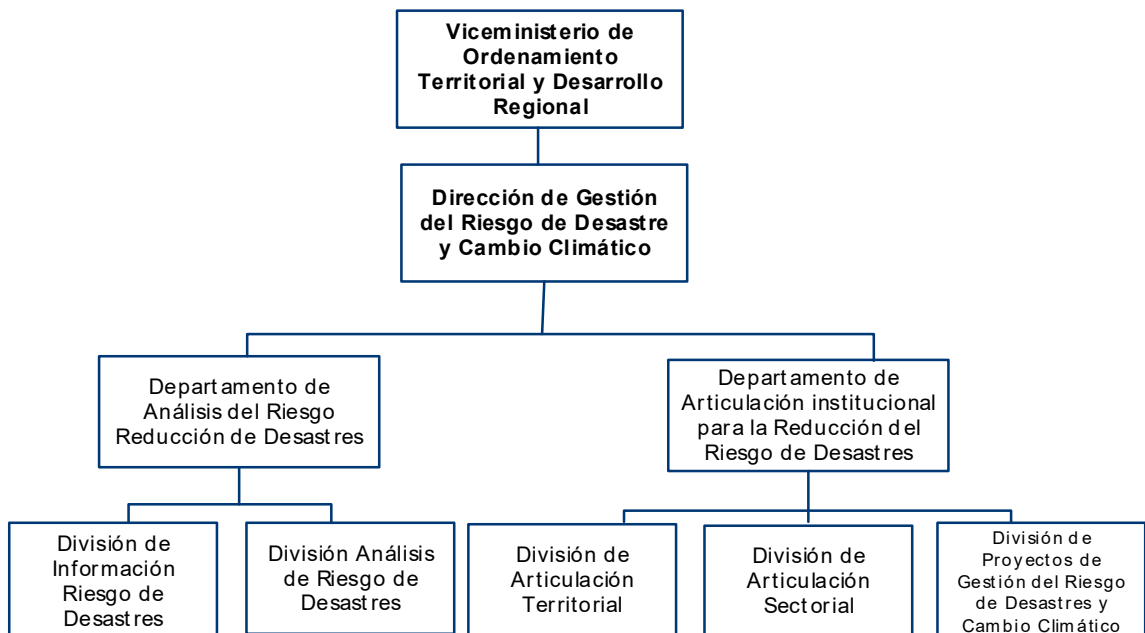 Viceministerio de
Ordenamiento
Territorial y Desarrollo
Regional
Dirección de Gestión
del Riesgo de Desastre
y Cambio Climático
Departamento de
Análisis del Riesgo
Reducción de Desastres
Departamento de
Articulación institucional
para la Reducción del
Riesgo de Desastres
División de
Información
Riesgo de
Desastres
División Análisis
de Riesgo de
Desastres
División de
Articulación
Territorial
División de
Articulación
Sectorial
División de
Proyectos de
Gestión del Riesgo
de Desastres y
Cambio Climático